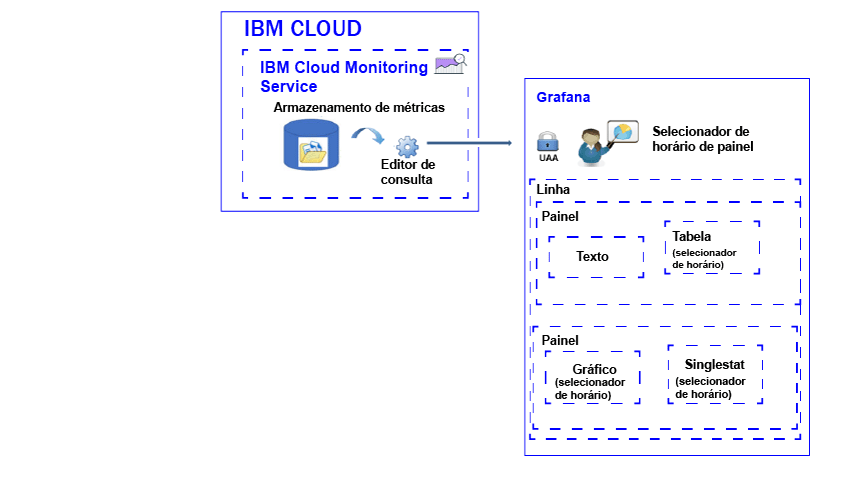 IBM CLOUD
IBM Cloud Monitoring
Service
Armazenamento de métricas
Editor de
consulta
Grafana
UAA
Selecionador de
horário de painel
Linha
Painel
Texto
Tabela
(selecionador
de horário)
Painel
Gráfico
(selecionador
de horário)
Singlestat
(selecionador
de horário)